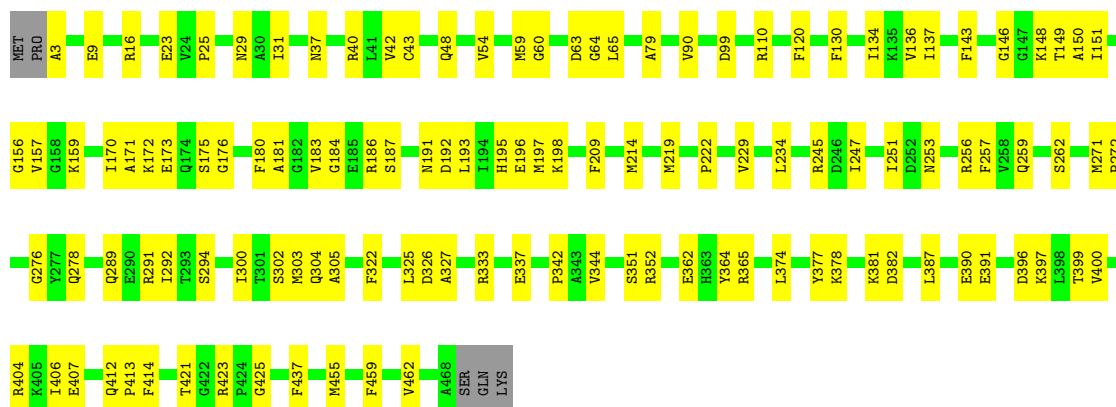 MET PRO A3 E9 R16 E23 V24 P25 N29 A30 I31 N37 R40 L41 V42 C43 Q48 V54 M59 G60 D63 G64 L65 A79 V90 D99 R110 F120 F130 I134 K135 V136 I137 F143 G146 G147 K148 T149 A150 I151
G156 V157 G158 K159 I170 A171 K172 E173 Q174 S175 G176 F180 A181 G182 V183 G184 E185 R186 S187 N191 D192 L193 I194 H195 E196 M197 K198 F209 M214 M219 P222 V229 L234 R245 D246 I247 I251 D252 N253 R256 F257 V258 Q259 S262 M271
G276 Y277 Q278 Q289 E290 R291 I292 T293 S294 I300 T301 S302 M303 Q304 A305 F322 L325 D326 A327 R333 E337 P342 A343 V344 S351 R352 E362 H363 Y364 R365 L374 Y377 K378 K381 D382 L387 E390 E391 D396 K397 L398 T399 V400
R404 K405 I406 E407 Q412 P413 F414 T421 G422 R423 P424 G425 F437 M455 F459 V462 A468 SER GLN LYS